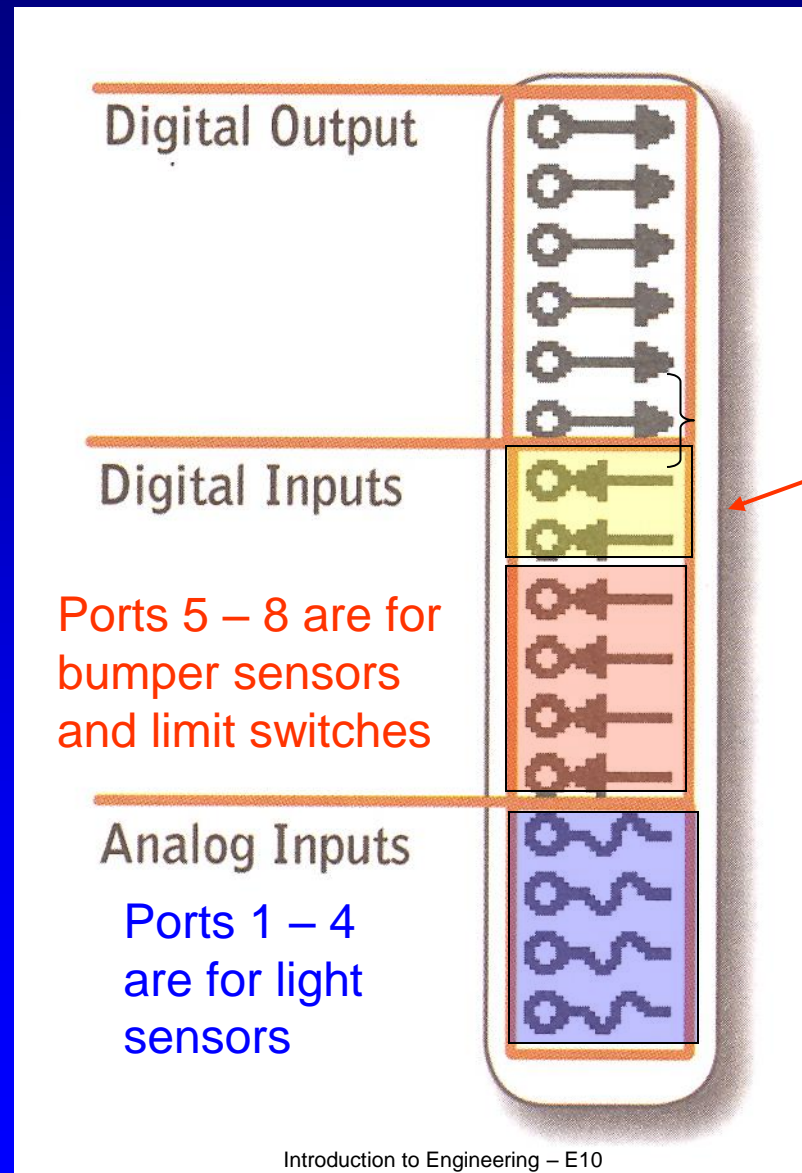 Digital Output
Digital Inputs
Ports 5 – 8 are for
bumper sensors
and limit switches
Analog Inputs
Ports 1 – 4
are for light
sensors
Introduction to Engineering – E10